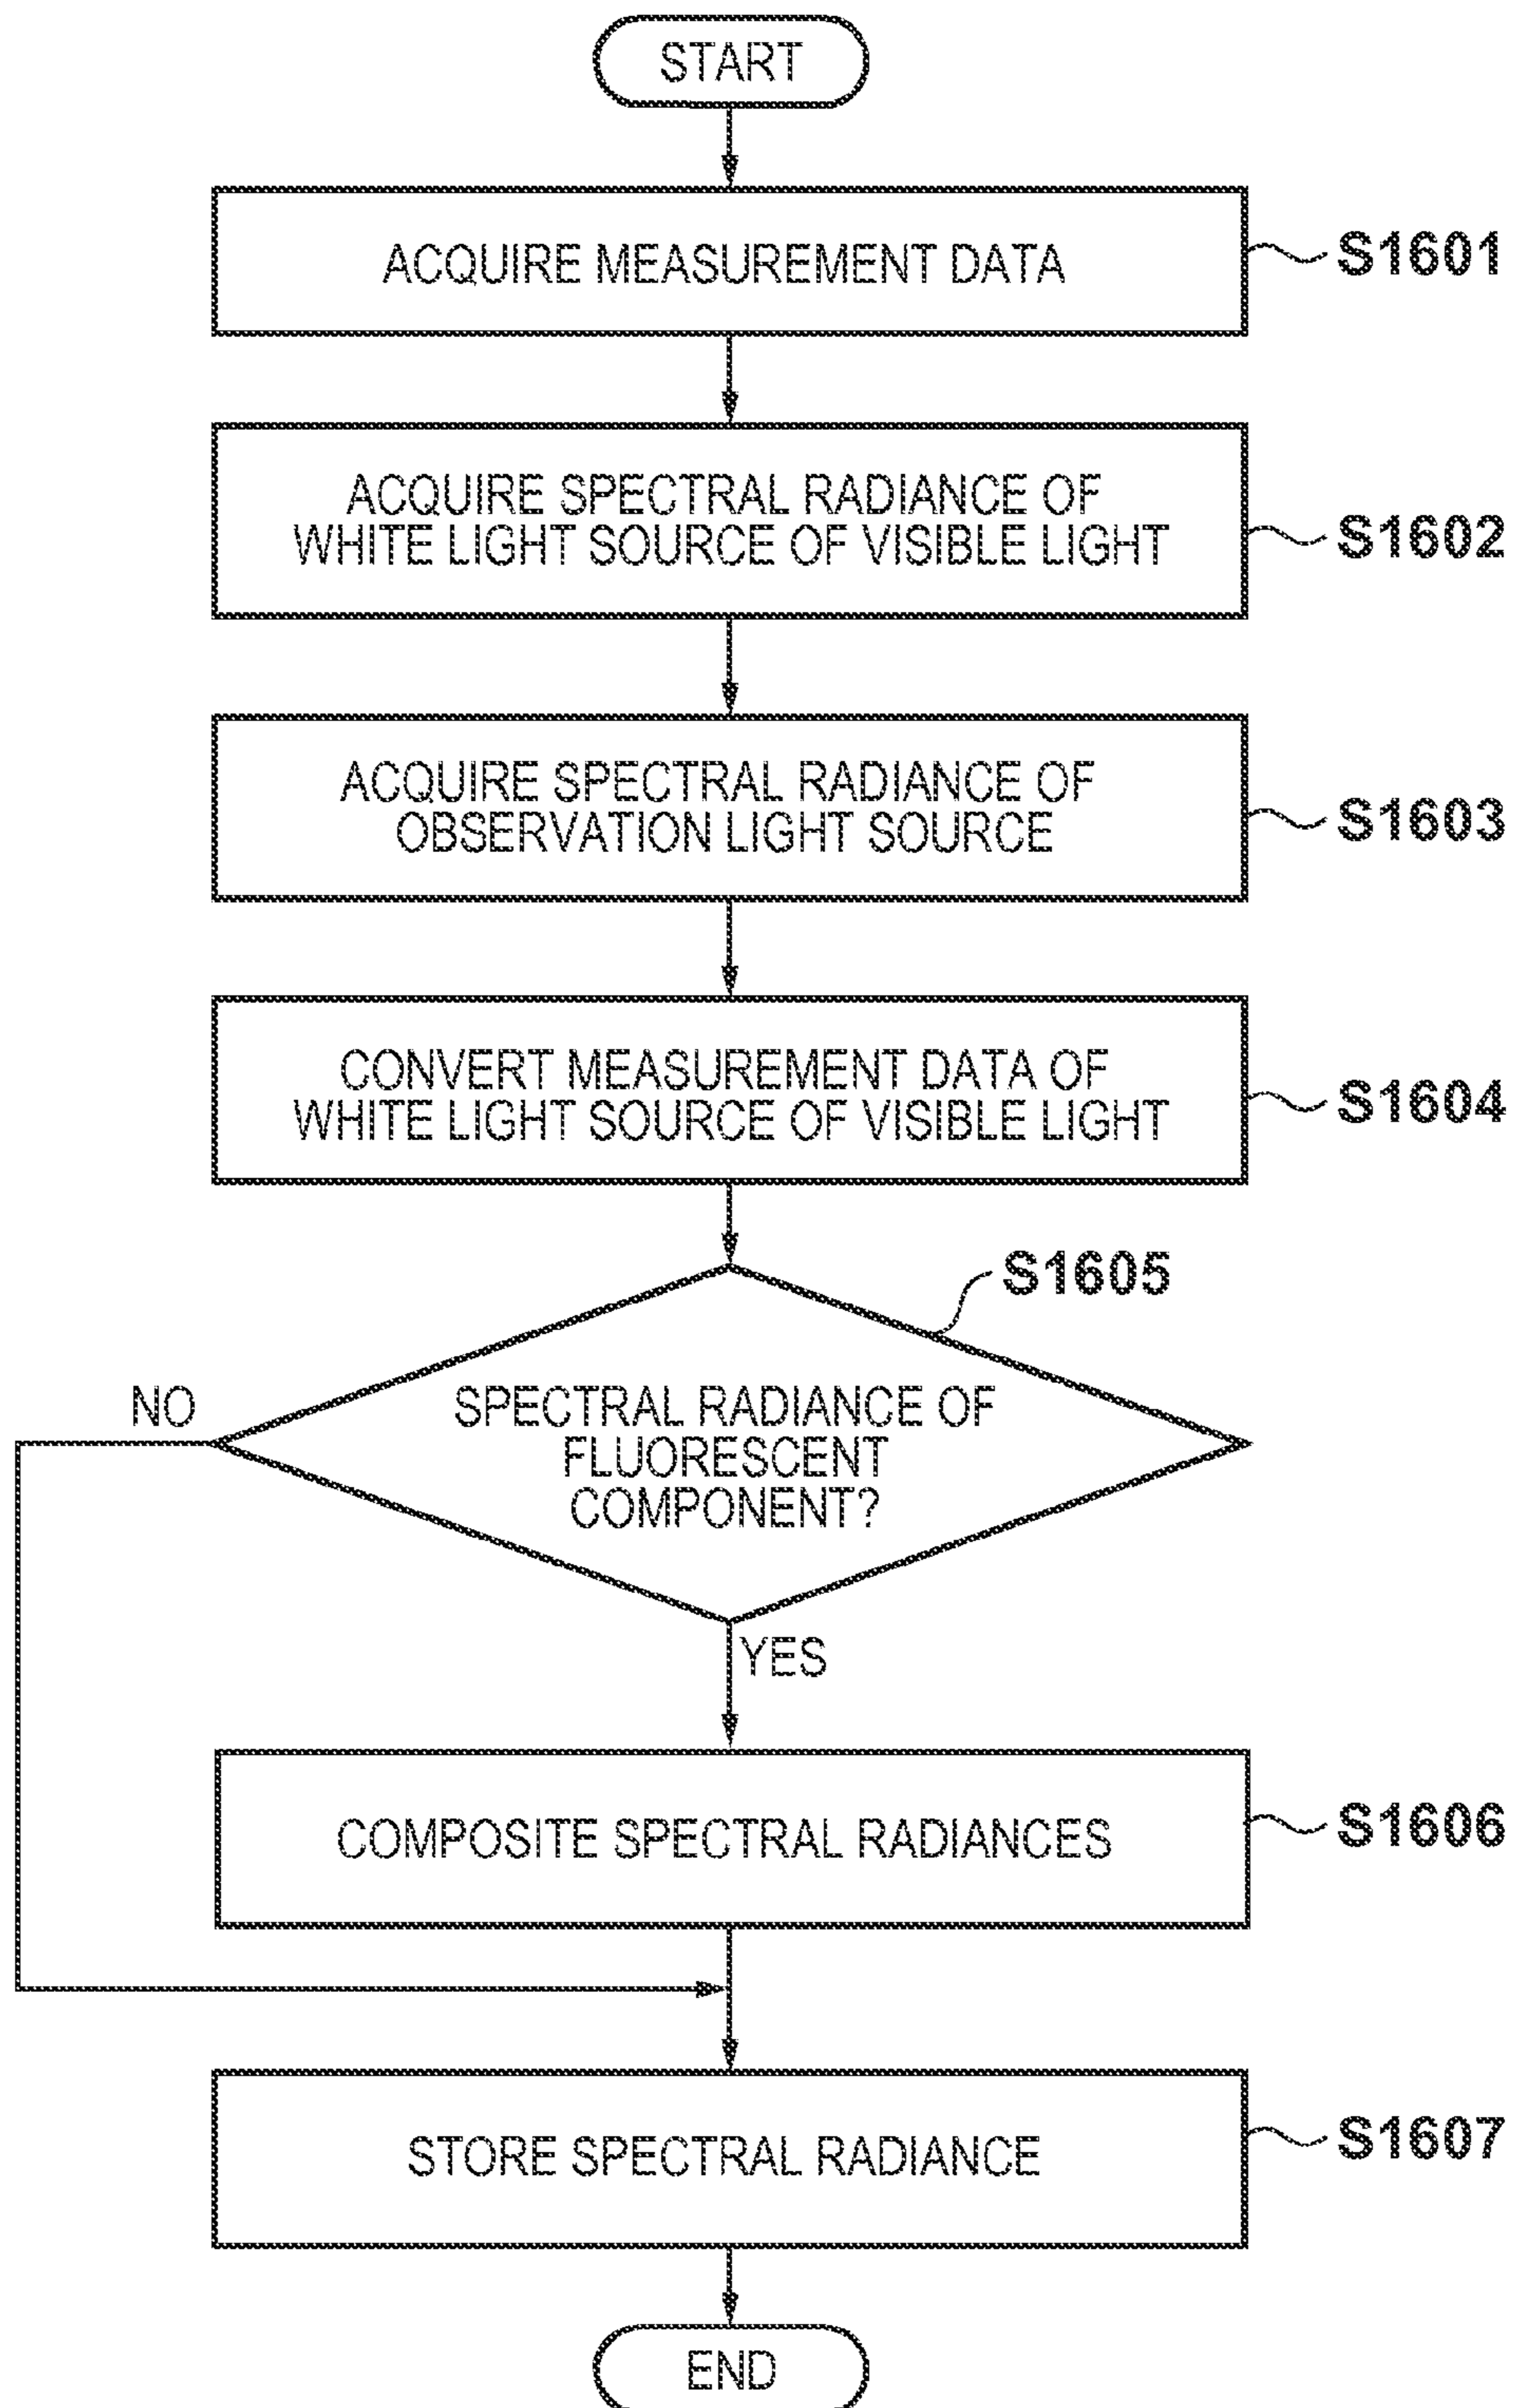 START
ACQUIRE MEASUREMENT DATA
S1601
ACQUIRE SPECTRAL RADIANCE OF
WHITE LIGHT SOURCE OF VISIBLE LIGHT
S1602
ACQUIRE SPECTRAL RADIANCE OF
OBSERVATION LIGHT SOURCE
S1603
CONVERT MEASUREMENT DATA OF
WHITE LIGHT SOURCE OF VISIBLE LIGHT
S1604
S1605
NO
SPECTRAL RADIANCE OF
FLUORESCENT
COMPONENT?
YES
COMPOSITE SPECTRAL RADIANCES
S1606
STORE SPECTRAL RADIANCE
S1607
END